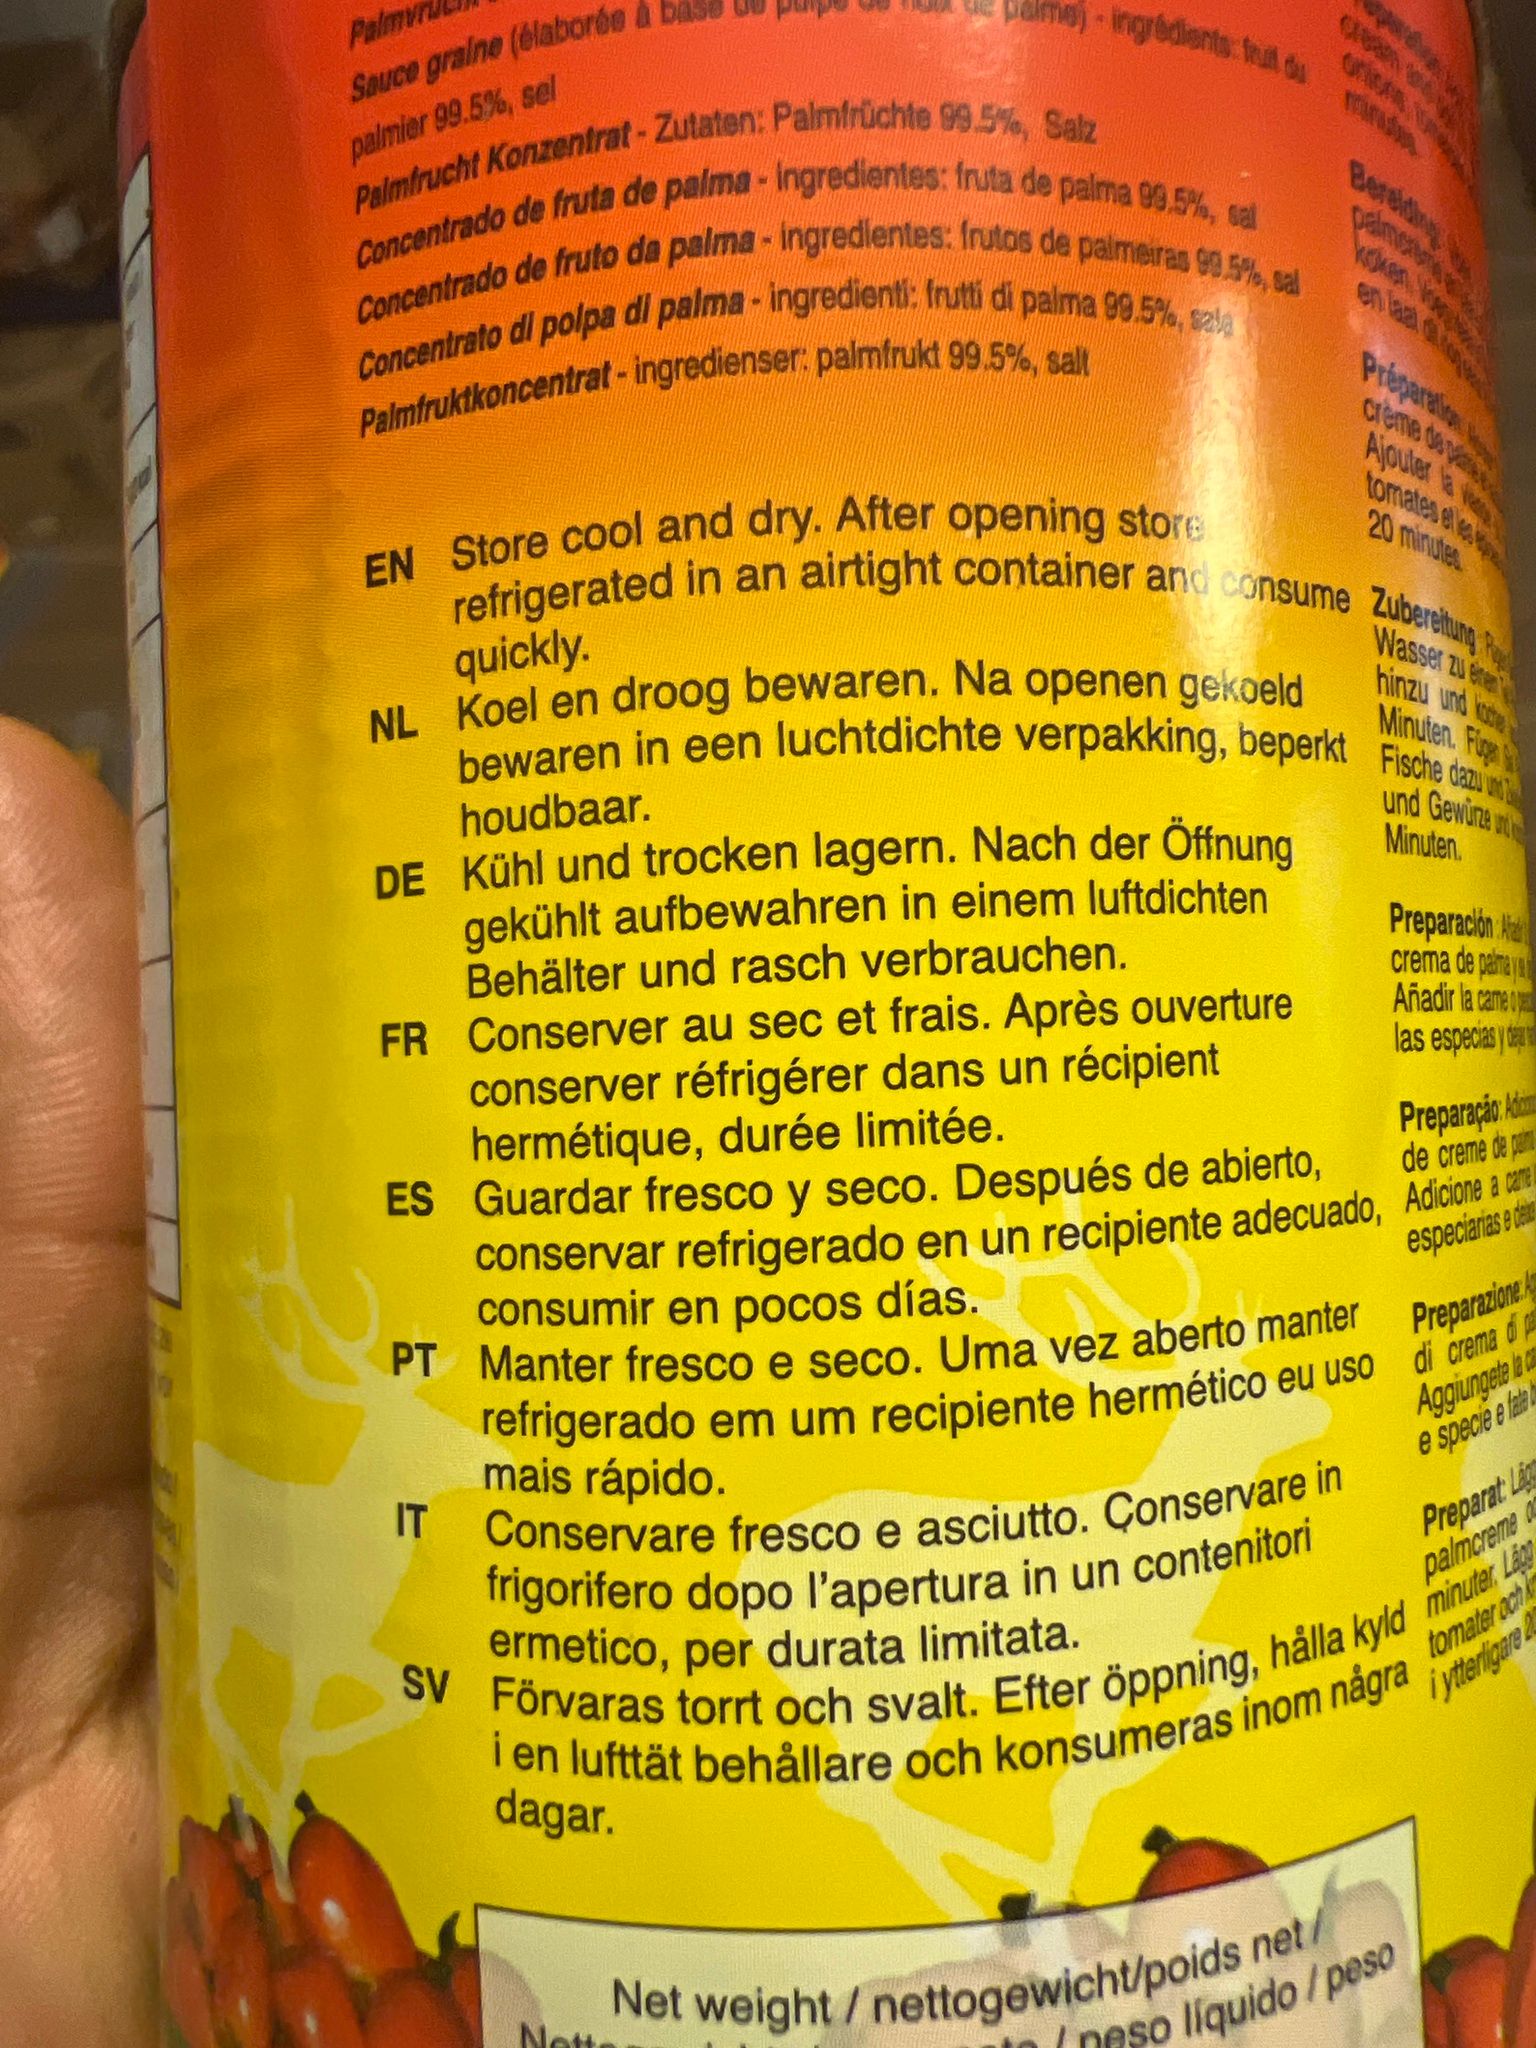 Sauce graine (élaborée à base de pulpe de noix de palme) - ingrédients: fruit du
palmier 99.5%, sel
Palmfrucht Konzentrat - Zutaten: Palmfrüchte 99.5%, Salz
Concentrado de fruta de palma - ingredientes: fruta de palma 99.5%, sal
Concentrado de fruto da palma - ingredientes: frutos de palmeiras 99.5%, sal
Concentrato di polpa di palma - ingredienti: frutti di palma 99.5%, sale
Palmfruktkoncentrat - ingredienser: palmfrukt 99.5%, salt
EN Store cool and dry. After opening store
refrigerated in an airtight container and consume
quickly.
NL Koel en droog bewaren. Na openen gekoeld
bewaren in een luchtdichte verpakking, beperkt
houdbaar.
DE Kühl und trocken lagern. Nach der Öffnung
gekühlt aufbewahren in einem luftdichten
Behälter und rasch verbrauchen.
FR Conserver au sec et frais. Après ouverture
conserver réfrigérer dans un récipient
hermétique, durée limitée.
ES Guardar fresco y seco. Después de abierto,
conservar refrigerado en un recipiente adecuado,
consumir en pocos días.
PT Manter fresco e seco. Uma vez aberto manter
refrigerado em um recipiente hermético eu uso
mais rápido.
IT Conservare fresco e asciutto. Conservare in
frigorifero dopo l'apertura in un contenitori
ermetico, per durata limitata.
SV Förvaras torrt och svalt. Efter öppning, hålla kyld
i en lufttät behållare och konsumeras inom några
dagar.
Net weight / nettogewicht/poids net /
/ peso líquido / peso
minutes.
Bereiding:
palmcreme
koken.
en laat
Préparation:
crème de
Ajouter la
tomates et les
20 minutes.
Zubereitung:
Wasser zu einem
hinzu und
Minuten. Fügen
Fische dazu und
und Gewürze und
Minuten.
Preparación:
crema de palma y
Añadir la carne o
las especias y
Preparação:
de creme de
Adicione a carne
especiarias e
Preparazione:
di crema di
Aggiungete la
e specie e fate
Preparat: Lägg
palmcreme
minuter. Lägg
tomater och
i ytterligare